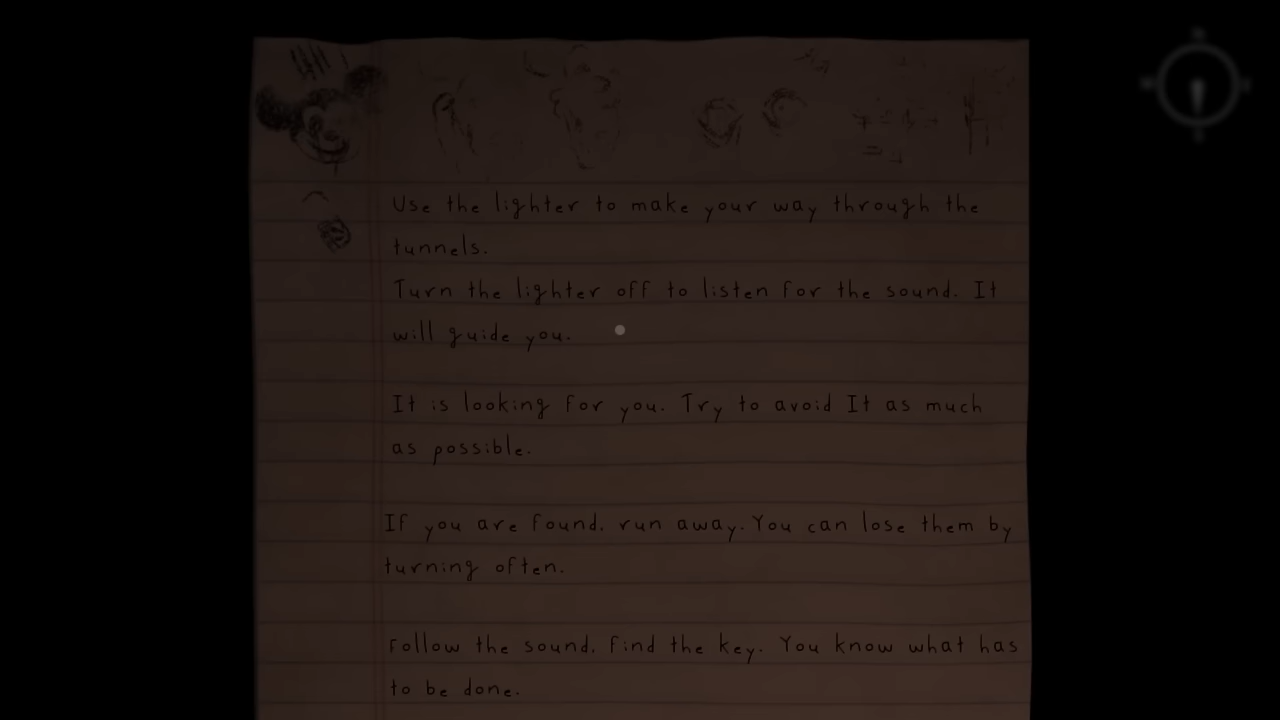 Use the lighter to make your way through the
tunnels.
Turn the lighter off to listen for the sound. It
will guide you.
It is looking for you. Try to avoid It as much
as possible.
If you are found. run away. You can lose them by
turning often.
Follow the sound. Find the key. You know what has
to be done.